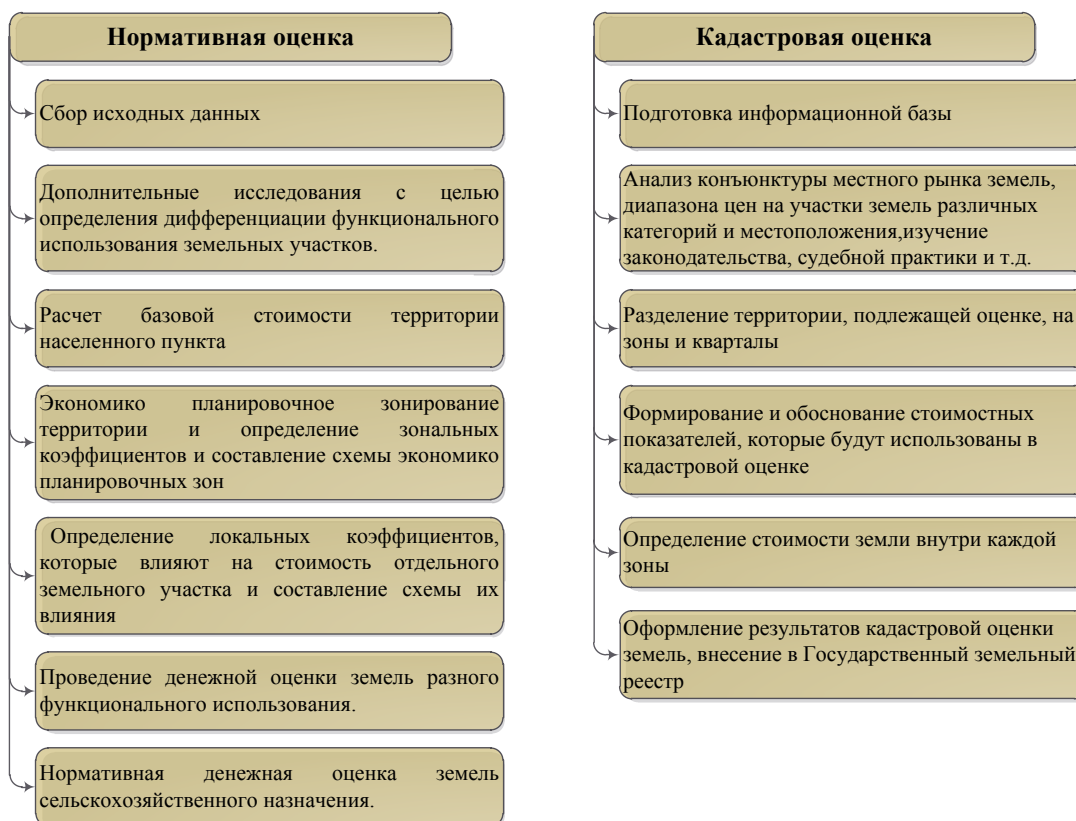 Нормативная оценка
Сбор исходных данных
Дополнительные исследования с целью
определения дифференциации функционального
использования земельных участков.
Расчет базовой стоимости территории
населенного пункта
Экономико планировочное зонирование
территории и определение зональных
коэффициентов и составление схемы экономико
планировочных зон
Определение локальных коэффициентов,
которые влияют на стоимость отдельного
земельного участка и составление схемы их
влияния
Проведение денежной оценки земель разного
функционального использования.
Нормативная денежная оценка земель
сельскохозяйственного назначения.
Кадастровая оценка
Подготовка информационной базы
Анализ конъюнктуры местного рынка земель,
диапазона цен на участки земель различных
категорий и местоположения,изучение
законодательства, судебной практики и т.д.
Разделение территории, подлежащей оценке, на
зоны и кварталы
Формирование и обоснование стоимостных
показателей, которые будут использованы в
кадастровой оценке
Определение стоимости земли внутри каждой
зоны
Оформление результатов кадастровой оценки
земель, внесение в Государственный земельный
реестр